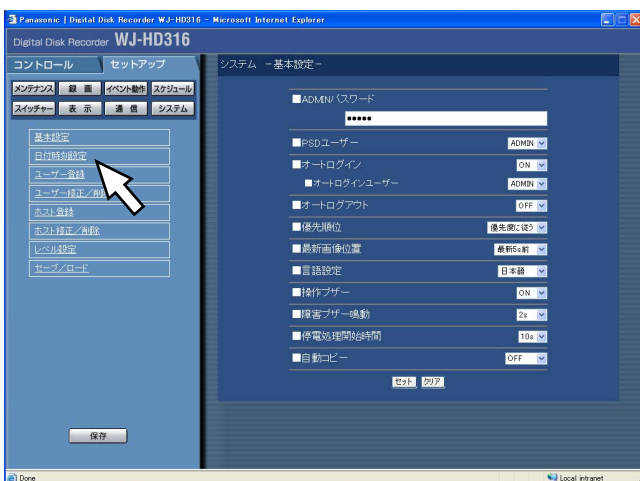 Panasonic | Digital Disk Recorder WJ-HD316 - Microsoft Internet Explorer
Digital Disk Recorder WJ-HD316
コントロール セットアップ
システム －基本設定－
メンテナンス 録 画 イベント動作 スケジュール
スイッチャー 表 示 通 信 システム
基本設定
日付時刻設定
ユーザー登録
ユーザー修正／削
ホスト登録
ホスト修正／削除
レベル設定
セーブ／ロード
保存
■ADMINパスワード
●●●●●
■PSDユーザー ADMIN
■オートログイン ON
■オートログインユーザー ADMIN
■オートログアウト OFF
■優先順位 優先度に従う
■最新画像位置 最新5s前
■言語設定 日本語
■操作ブザー ON
■障害ブザー鳴動 2s
■停電処理開始時間 10s
■自動コピー OFF
セット クリア
Done Local intranet